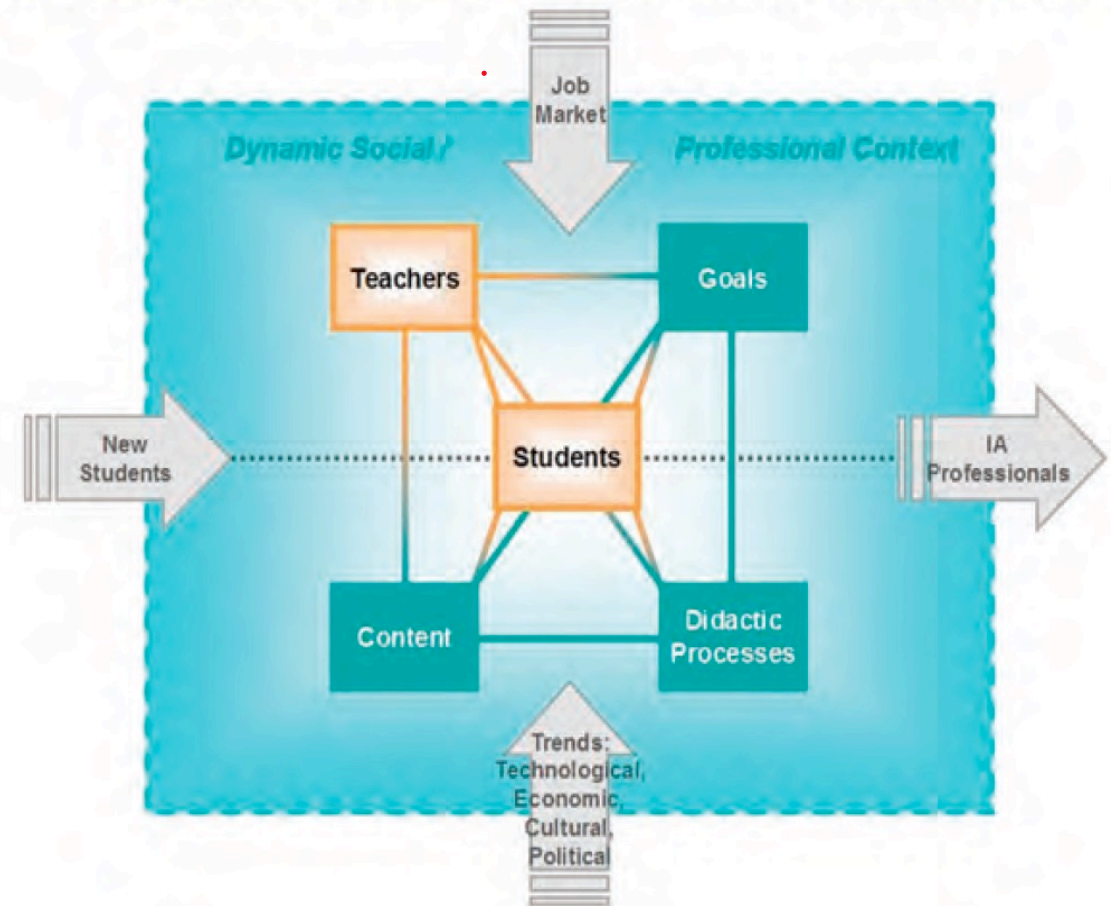 Job
Market
Dynamic Social / Professional Context
Teachers
Goals
New
Students
Students
IA
Professionals
Content
Didactic
Processes
Trends:
Technological,
Economic,
Cultural,
Political